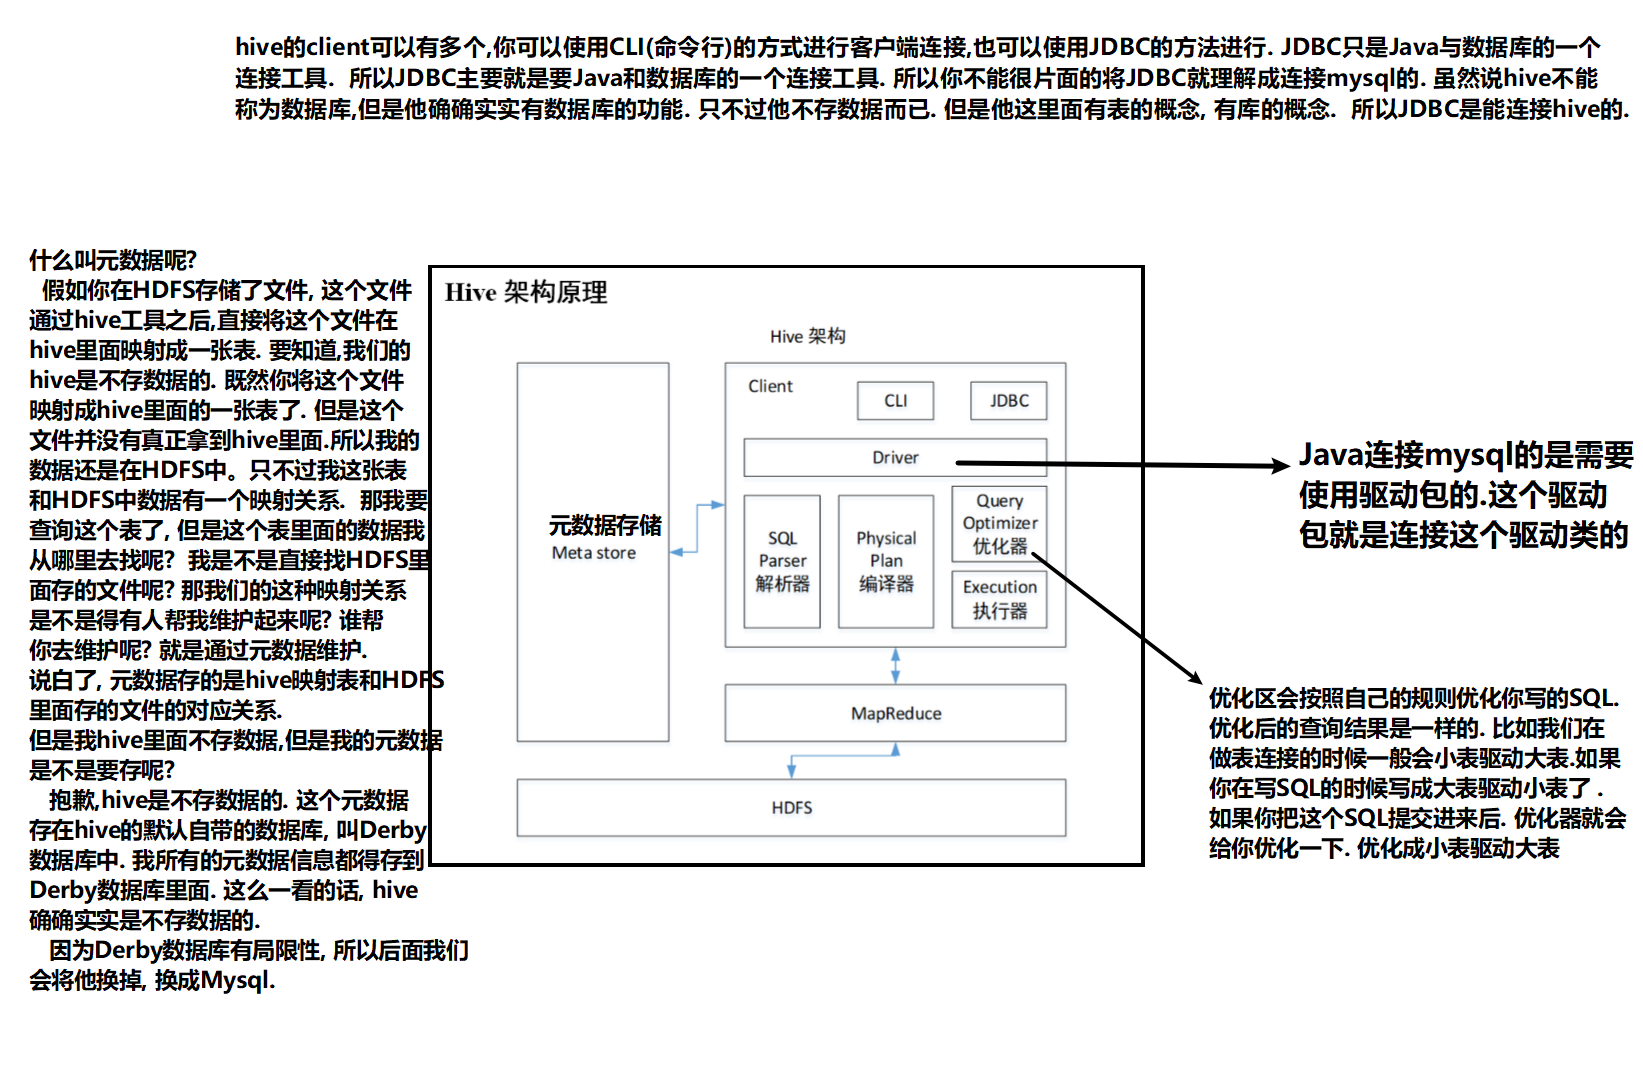 hive的client可以有多个,你可以使用CLI(命令行)的方式进行客户端连接,也可以使用JDBC的方法进行. JDBC只是Java与数据库的一个
连接工具.  所以JDBC主要就是要Java和数据库的一个连接工具. 所以你不能很片面的将JDBC就理解成连接mysql的. 虽然说hive不能
称为数据库,但是他确确实实有数据库的功能. 只不过他不存数据而已. 但是他这里面有表的概念, 有库的概念.  所以JDBC是能连接hive的.
什么叫元数据呢?
假如你在HDFS存储了文件, 这个文件
通过hive工具之后,直接将这个文件在
hive里面映射成一张表. 要知道,我们的
hive是不存数据的. 既然你将这个文件
映射成hive里面的一张表了. 但是这个
文件并没有真正拿到hive里面.所以我的
数据还是在HDFS中。只不过我这张表
和HDFS中数据有一个映射关系.  那我要
查询这个表了, 但是这个表里面的数据我
从哪里去找呢?  我是不是直接找HDFS里
面存的文件呢? 那我们的这种映射关系
是不是得有人帮我维护起来呢? 谁帮
你去维护呢? 就是通过元数据维护.
说白了, 元数据存的是hive映射表和HDFS
里面存的文件的对应关系.
但是我hive里面不存数据,但是我的元数据
是不是要存呢?
抱歉,hive是不存数据的. 这个元数据
存在hive的默认自带的数据库, 叫Derby
数据库中. 我所有的元数据信息都得存到
Derby数据库里面. 这么一看的话, hive
确确实实是不存数据的.
因为Derby数据库有局限性, 所以后面我们
会将他换掉, 换成Mysql.
Hive 架构原理
Hive 架构
元数据存储
Meta store
Client
CLI
JDBC
Driver
SQL
Parser
解析器
Physical
Plan
编译器
Query
Optimizer
优化器
Execution
执行器
MapReduce
HDFS
Java连接mysql的是需要
使用驱动包的.这个驱动
包就是连接这个驱动类的
优化区会按照自己的规则优化你写的SQL.
优化后的查询结果是一样的. 比如我们在
做表连接的时候一般会小表驱动大表.如果
你在写SQL的时候写成大表驱动小表了 .
如果你把这个SQL提交进来后. 优化器就会
给你优化一下. 优化成小表驱动大表